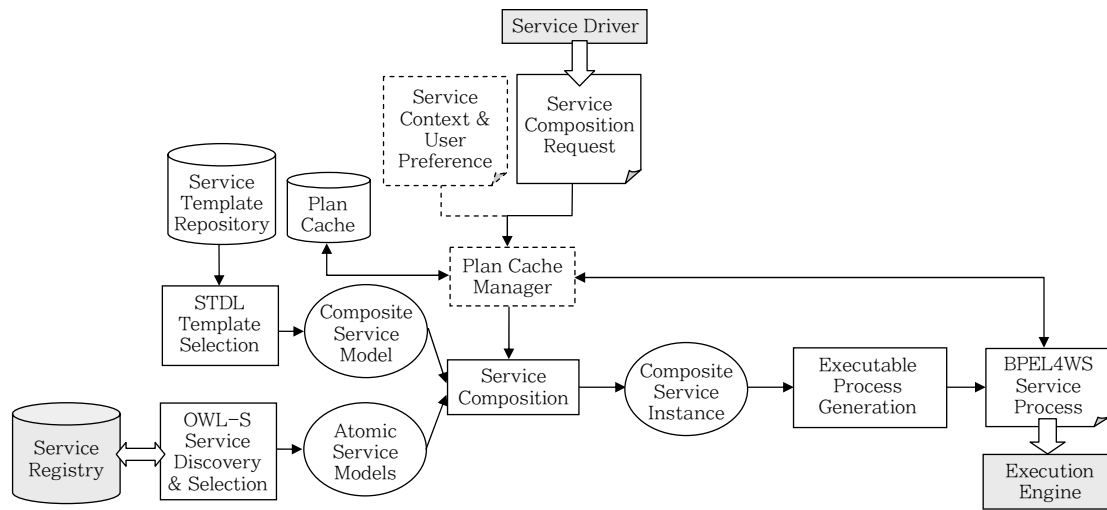 Service Driver
Service
Context &
User
Preference
Service
Composition
Request
Service
Template
Repository
Plan
Cache
Plan Cache
Manager
STDL
Template
Selection
Composite
Service
Model
Service
Composition
Composite
Service
Instance
Executable
Process
Generation
BPEL4WS
Service
Process
Service
Registry
OWL-S
Service
Discovery
& Selection
Atomic
Service
Models
Execution
Engine